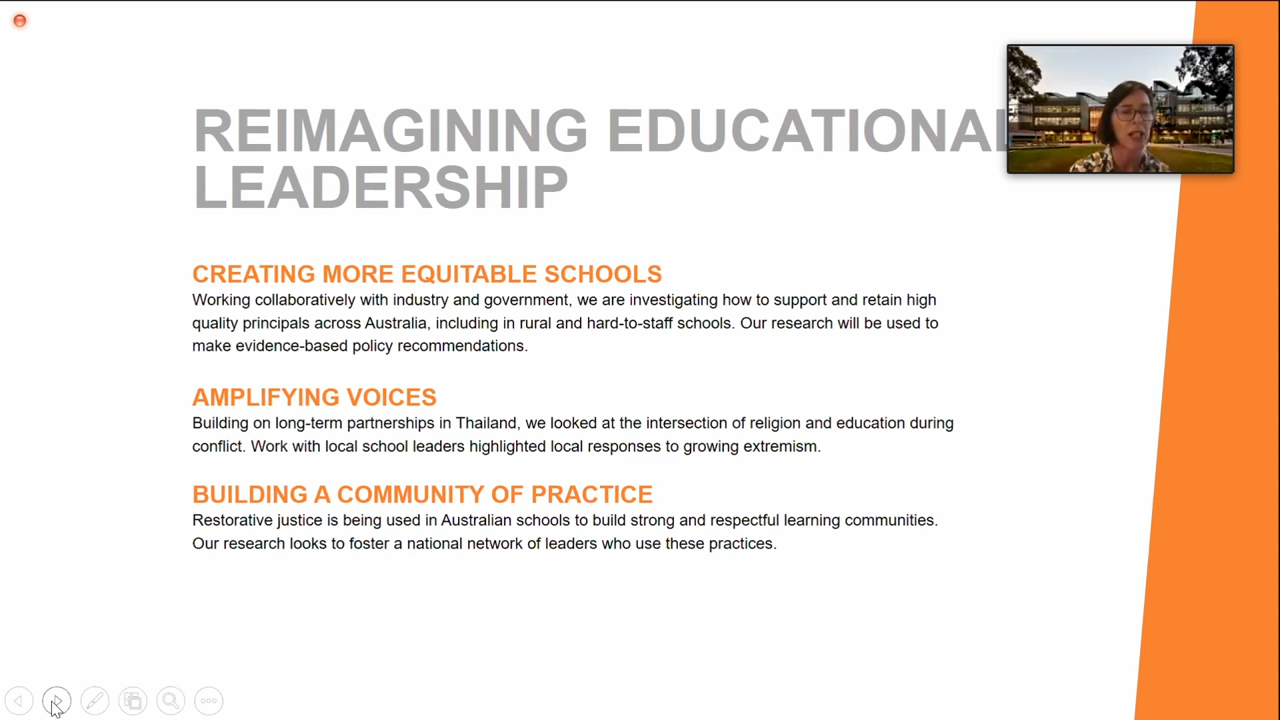 REIMAGINING EDUCATIONAL
LEADERSHIP
CREATING MORE EQUITABLE SCHOOLS
Working collaboratively with industry and government, we are investigating how to support and retain high
quality principals across Australia, including in rural and hard-to-staff schools. Our research will be used to
make evidence-based policy recommendations.
AMPLIFYING VOICES
Building on long-term partnerships in Thailand, we looked at the intersection of religion and education during
conflict. Work with local school leaders highlighted local responses to growing extremism.
BUILDING A COMMUNITY OF PRACTICE
Restorative justice is being used in Australian schools to build strong and respectful learning communities.
Our research looks to foster a national network of leaders who use these practices.